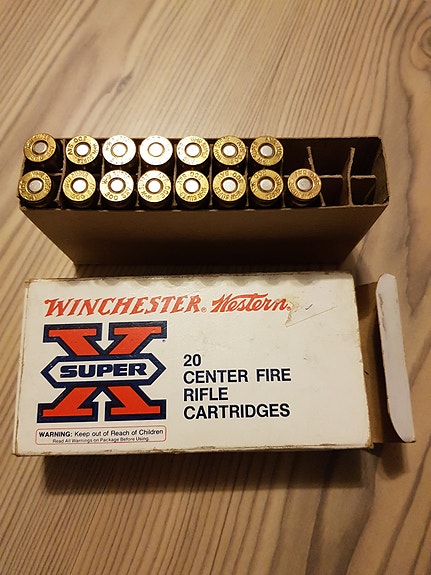 WINCHESTER® Western®
SUPER X
20
CENTER FIRE
RIFLE
CARTRIDGES
WARNING: Keep out of Reach of Children
Read All Warnings on Package Before Using.